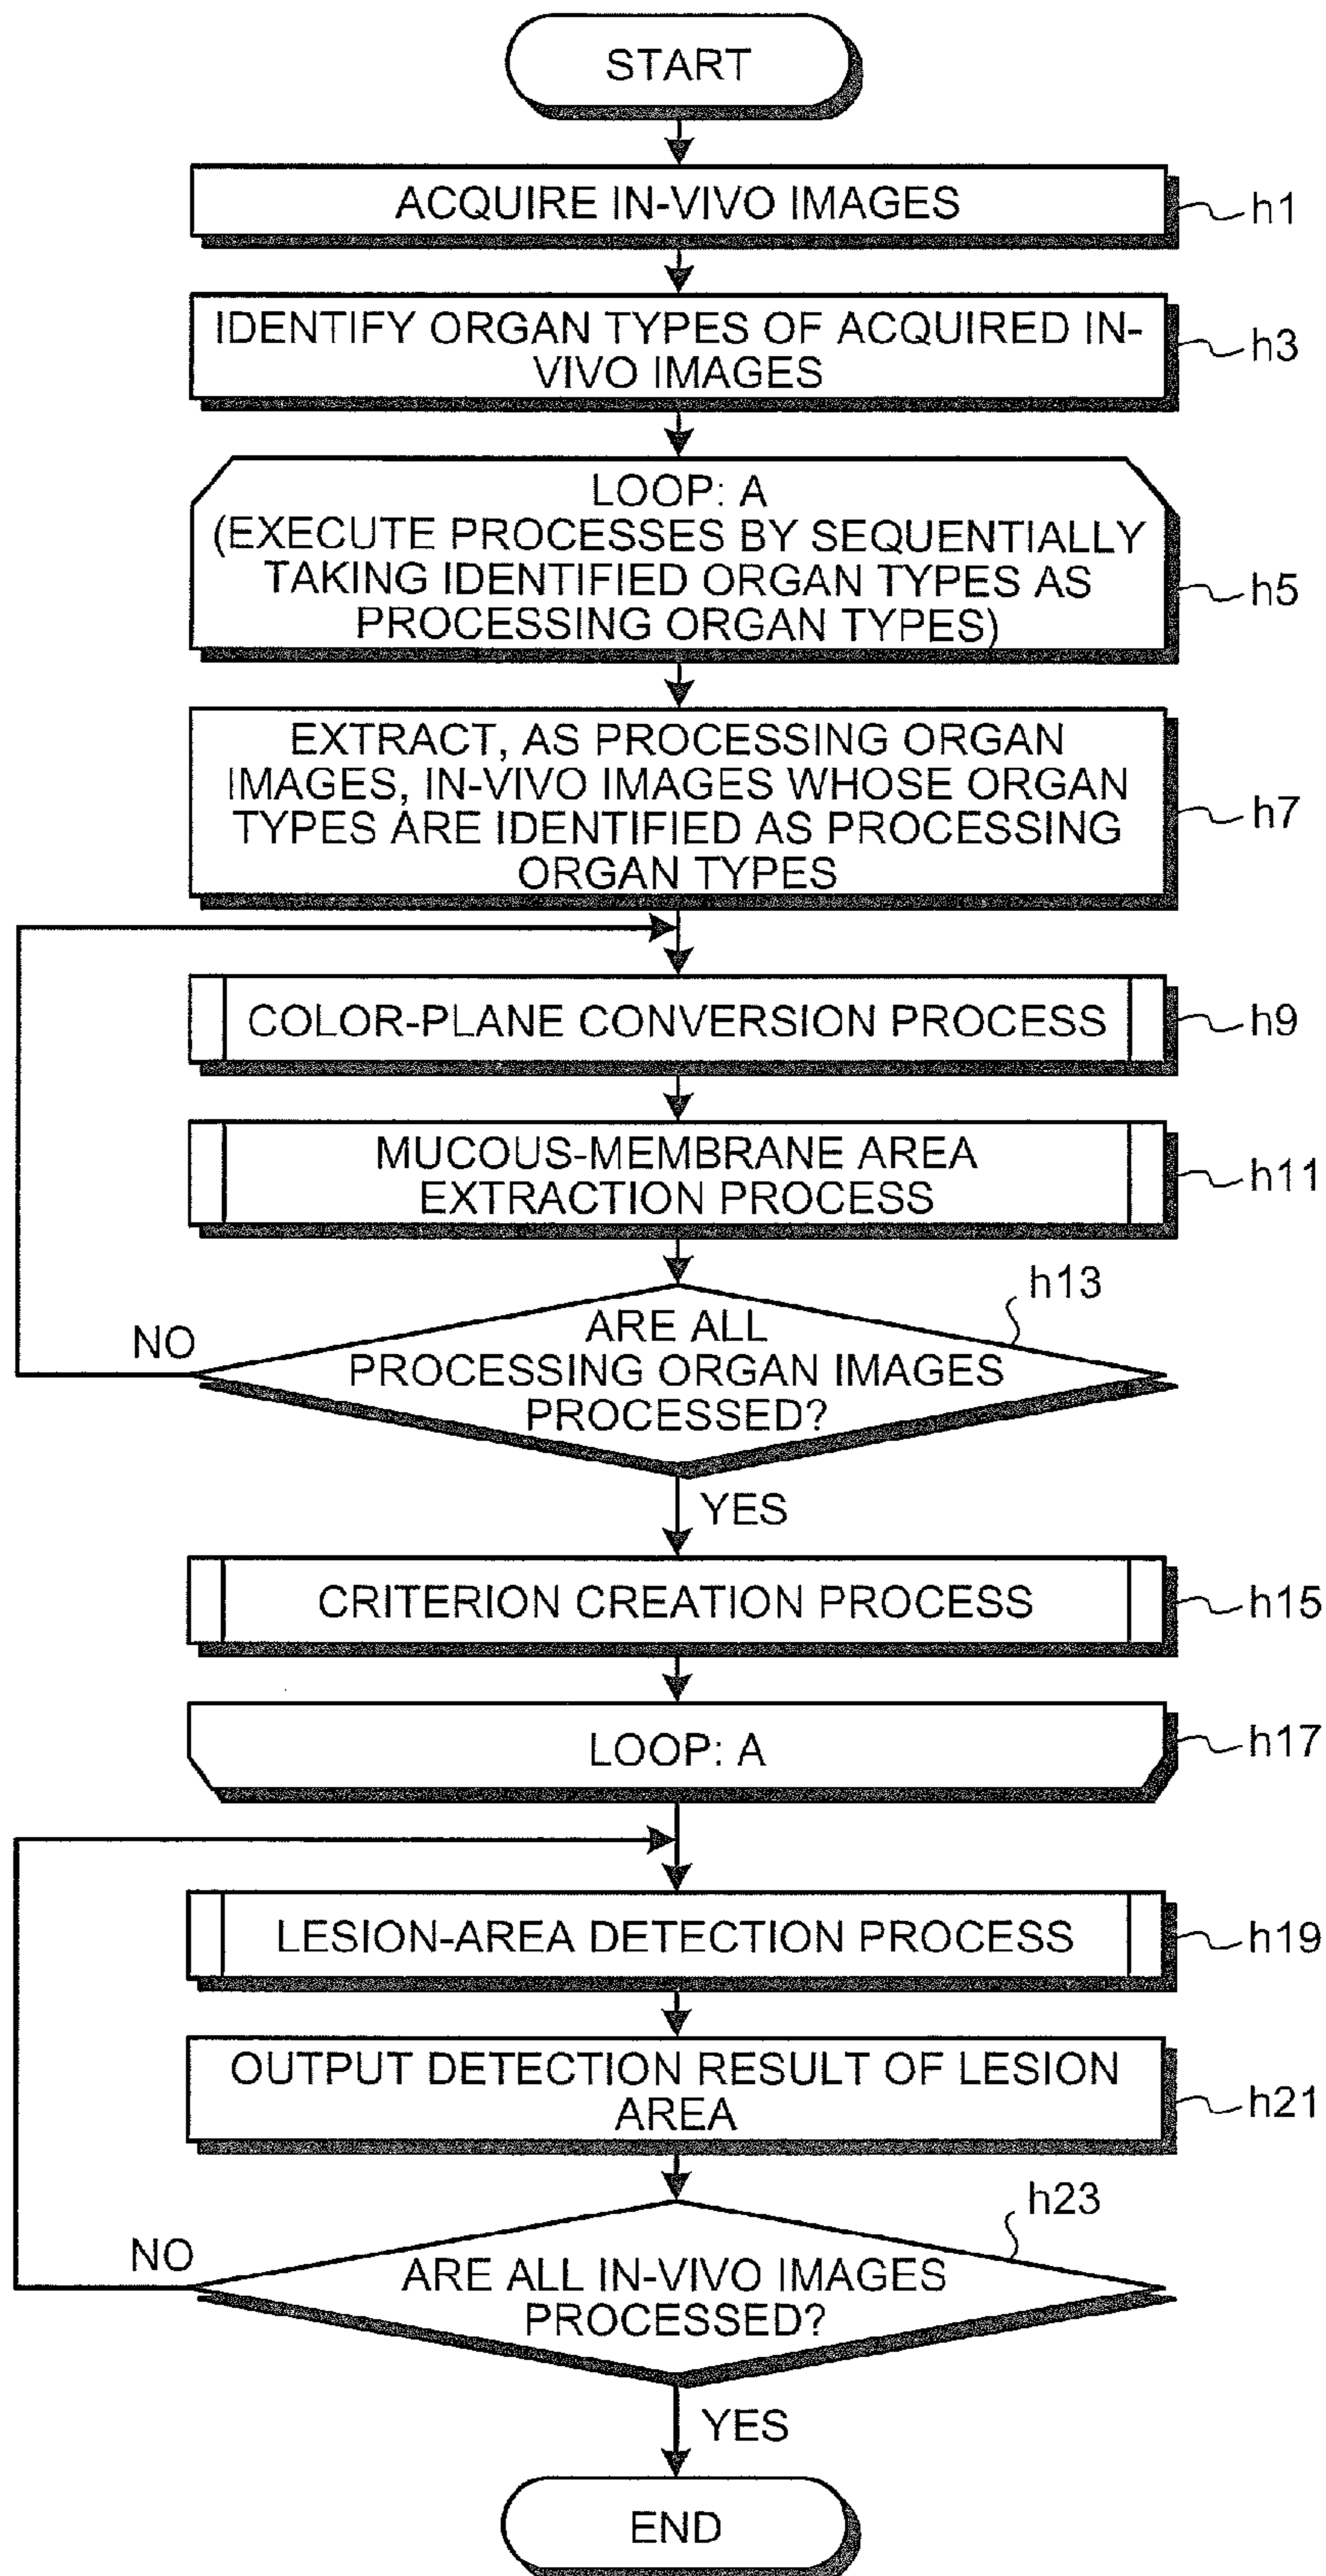 START
ACQUIRE IN-VIVO IMAGES
h1
IDENTIFY ORGAN TYPES OF ACQUIRED IN-
VIVO IMAGES
h3
LOOP: A
(EXECUTE PROCESSES BY SEQUENTIALLY
TAKING IDENTIFIED ORGAN TYPES AS
PROCESSING ORGAN TYPES)
h5
EXTRACT, AS PROCESSING ORGAN
IMAGES, IN-VIVO IMAGES WHOSE ORGAN
TYPES ARE IDENTIFIED AS PROCESSING
ORGAN TYPES
h7
COLOR-PLANE CONVERSION PROCESS
h9
MUCOUS-MEMBRANE AREA
EXTRACTION PROCESS
h11
h13
NO
ARE ALL
PROCESSING ORGAN IMAGES
PROCESSED?
YES
CRITERION CREATION PROCESS
h15
LOOP: A
h17
LESION-AREA DETECTION PROCESS
h19
OUTPUT DETECTION RESULT OF LESION
AREA
h21
h23
NO
ARE ALL IN-VIVO IMAGES
PROCESSED?
YES
END